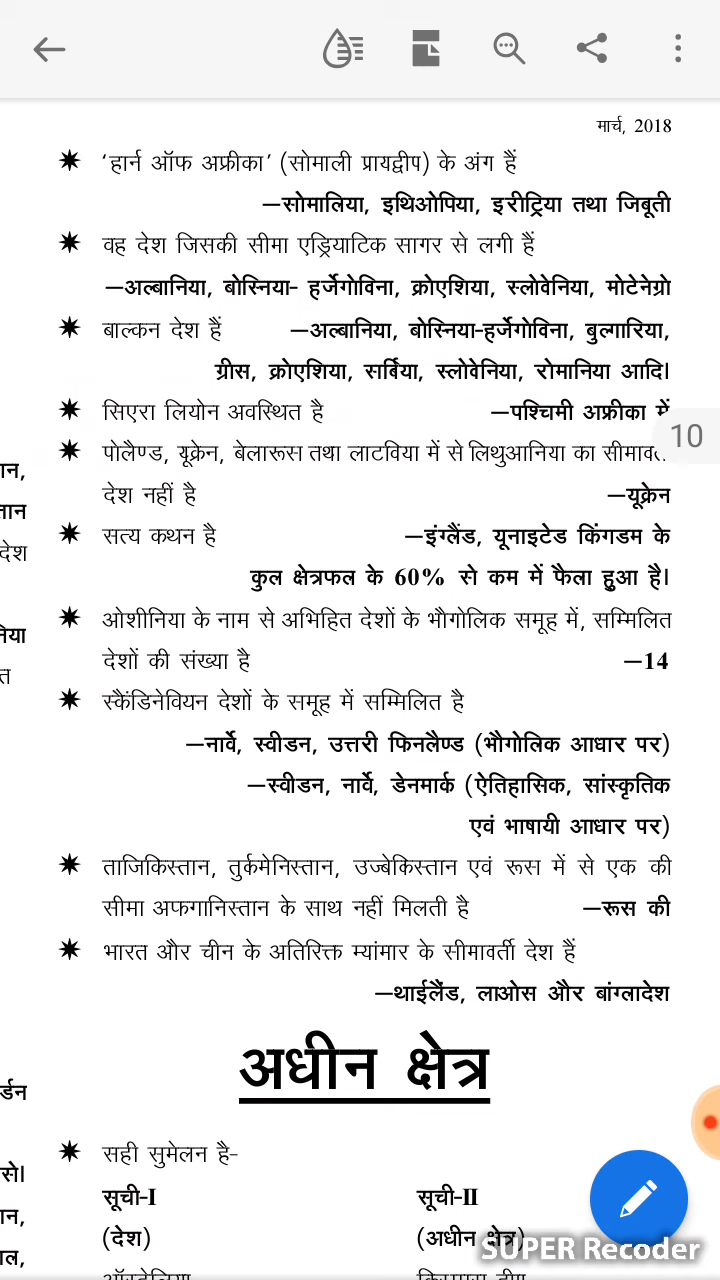 मार्च, 2018
'हार्न ऑफ अफ्रीका' (सोमाली प्रायद्वीप) के अंग हैं
—सोमालिया, इथिओपिया, इरीट्रिया तथा जिबूती
वह देश जिसकी सीमा एड्रियाटिक सागर से लगी हैं
—अल्बानिया, बोस्निया- हर्जेगोविना, क्रोएशिया, स्लोवेनिया, मोटेनेग्रो
बाल्कन देश हैं —अल्बानिया, बोस्निया-हर्जेगोविना, बुल्गारिया,
ग्रीस, क्रोएशिया, सर्बिया, स्लोवेनिया, रोमानिया आदि।
सिएरा लियोन अवस्थित है —पश्चिमी अफ्रीका में
10
पोलैण्ड, यूक्रेन, बेलारूस तथा लाटविया में से लिथुआनिया का
ान,
देश नहीं है —यूक्रेन
तान
सत्य कथन है —इंग्लैंड, यूनाइटेड किंगडम के
देश
कुल क्षेत्रफल के 60% से कम में फैला हुआ है।
ओशीनिया के नाम से अभिहित देशों के भौगोलिक समूह में, सम्मिलित
देशों की संख्या है —14
स्कैंडिनेवियन देशों के समूह में सम्मिलित है
—नार्वे, स्वीडन, उत्तरी फिनलैण्ड (भौगोलिक आधार पर)
—स्वीडन, नार्वे, डेनमार्क (ऐतिहासिक, सांस्कृतिक
एवं भाषायी आधार पर)
ताजिकिस्तान, तुर्कमेनिस्तान, उज्बेकिस्तान एवं रूस में से एक की
सीमा अफगानिस्तान के साथ नहीं मिलती है —रूस की
भारत और चीन के अतिरिक्त म्यांमार के सीमावर्ती देश हैं
—थाईलैंड, लाओस और बांग्लादेश
अधीन क्षेत्र
र्डन
सही सुमेलन है-
से।
सूची-I सूची-II
(देश) (अधीन क्षेत्र)
SUPER Recoder